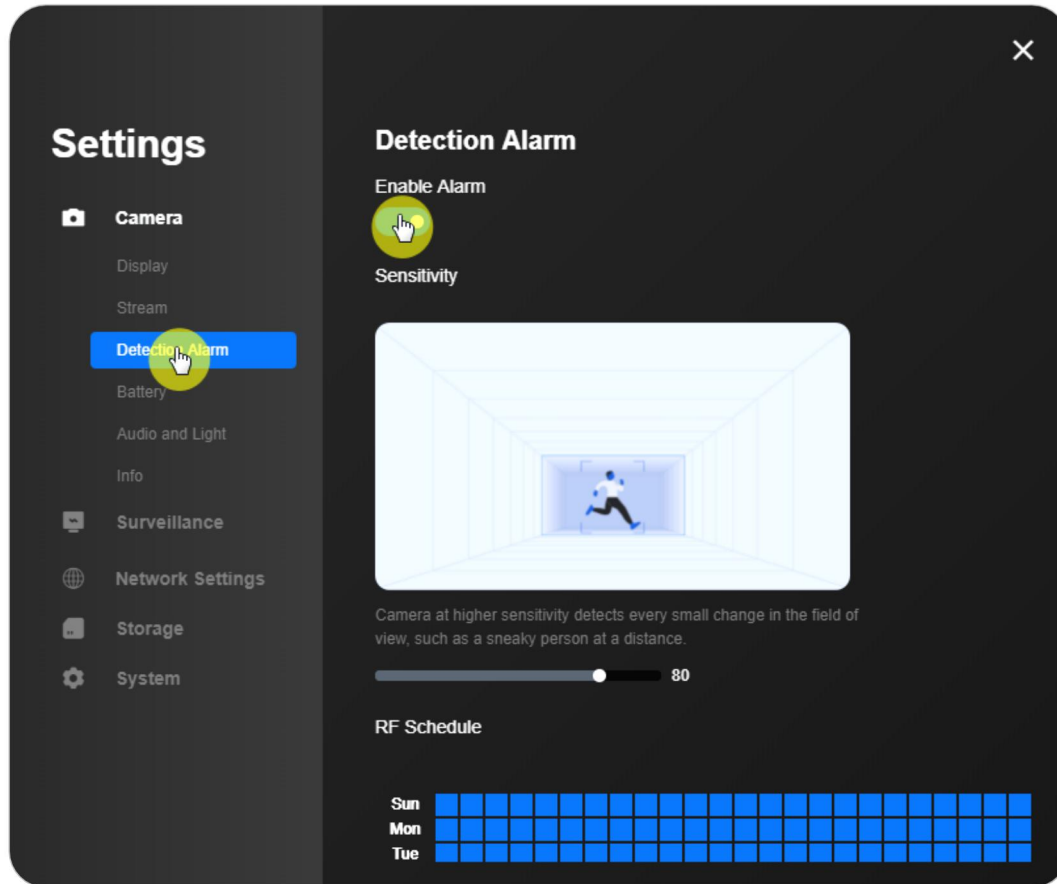 Settings
Camera
Display
Stream
Detection Alarm
Battery
Audio and Light
Info
Surveillance
Network Settings
Storage
System
Detection Alarm
Enable Alarm
Sensitivity
Camera at higher sensitivity detects every small change in the field of
view, such as a sneaky person at a distance.
80
RF Schedule
Sun
Mon
Tue